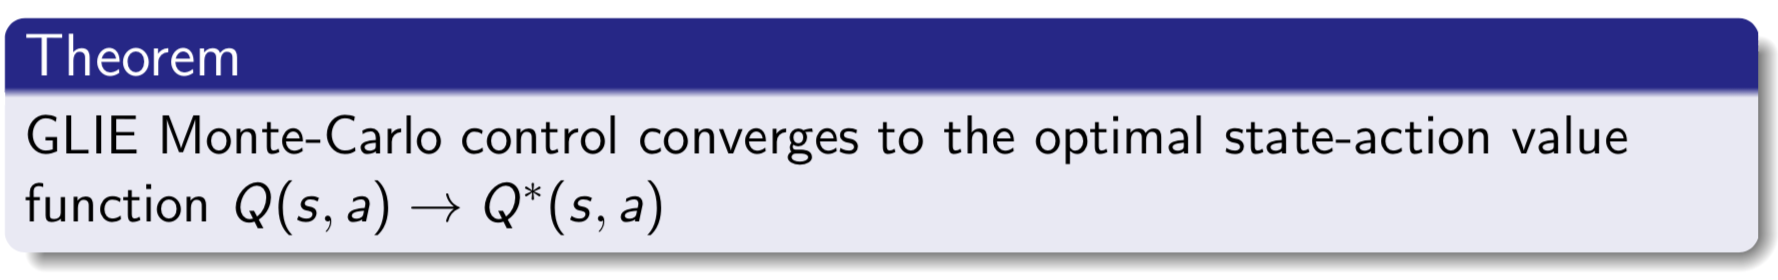 Theorem
GLIE Monte-Carlo control converges to the optimal state-action value
function Q(s, a) → Q*(s, a)